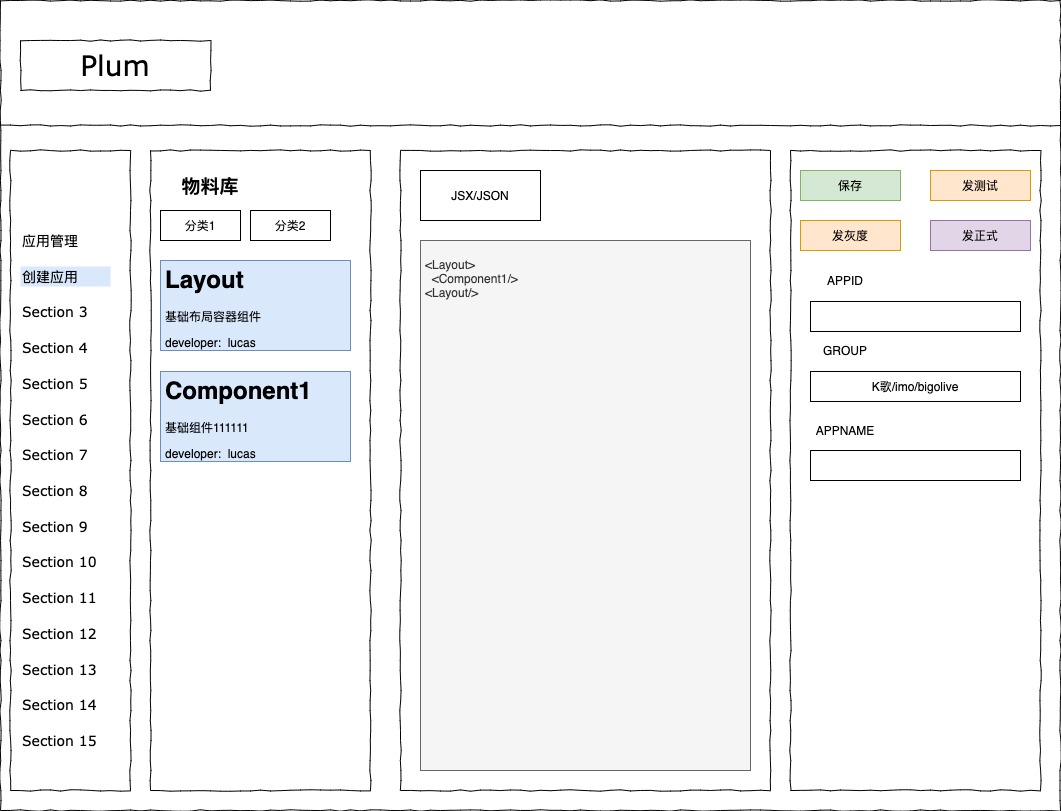 Plum
应用管理
创建应用
Section 3
Section 4
Section 5
Section 6
Section 7
Section 8
Section 9
Section 10
Section 11
Section 12
Section 13
Section 14
Section 15
物料库
分类1
分类2
Layout
基础布局容器组件
developer: lucas
Component1
基础组件111111
developer: lucas
JSX/JSON
<Layout>
<Component1/>
<Layout/>
保存
发测试
发灰度
发正式
APPID
GROUP
K歌/imo/bigolive
APPNAME